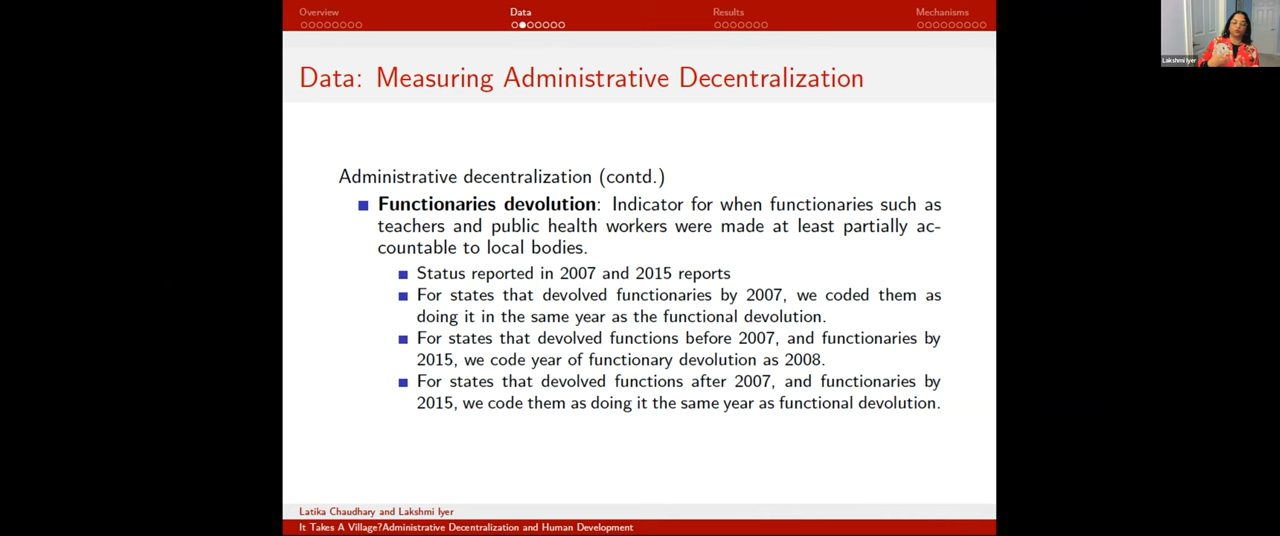 Overview Data Results Mechanisms
Lakshmi Iyer
Data: Measuring Administrative Decentralization
Administrative decentralization (contd.)
Functionaries devolution: Indicator for when functionaries such as
teachers and public health workers were made at least partially ac-
countable to local bodies.
Status reported in 2007 and 2015 reports
For states that devolved functionaries by 2007, we coded them as
doing it in the same year as the functional devolution.
For states that devolved functions before 2007, and functionaries by
2015, we code year of functionary devolution as 2008.
For states that devolved functions after 2007, and functionaries by
2015, we code them as doing it the same year as functional devolution.
Latika Chaudhary and Lakshmi Iyer
It Takes A Village?Administrative Decentralization and Human Development